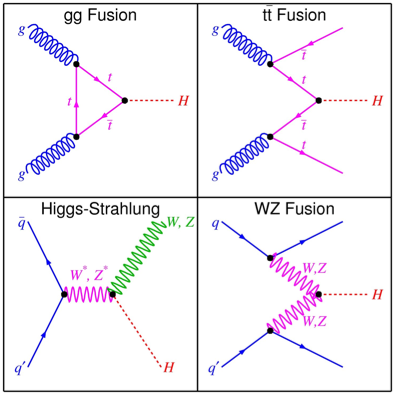 gg Fusion
g
t
t
t̄
H
g
tt̄ Fusion
g
t̄
t
H
t̄
t
g
Higgs-Strahlung
q̄
W, Z
W*, Z*
q'
H
WZ Fusion
q
W,Z
H
W,Z
q'